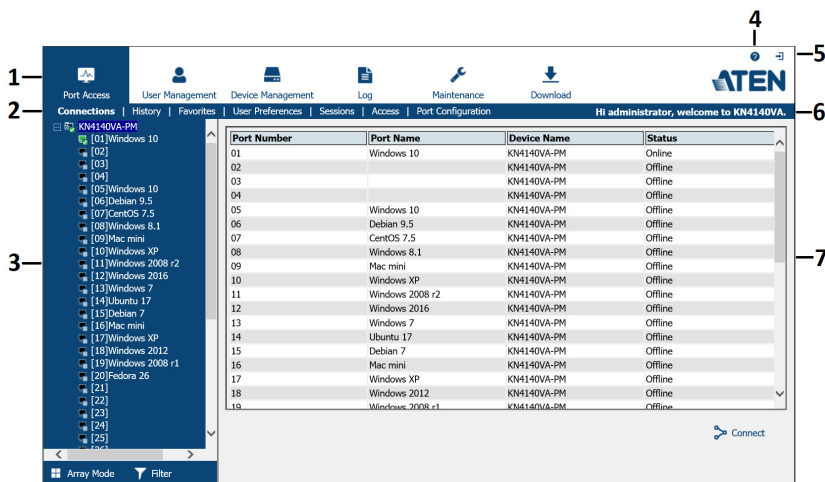 4
5
1
ATEN
Port Access User Management Device Management Log Maintenance Download
2
Connections | History | Favorites | User Preferences | Sessions | Access | Port Configuration Hi administrator, welcome to KN4140VA.
6
KN4140VA-PM
[01]Windows 10
[02]
[03]
[04]
[05]Windows 10
[06]Debian 9.5
[07]CentOS 7.5
[08]Windows 8.1
[09]Mac mini
[10]Windows XP
[11]Windows 2008 r2
[12]Windows 2016
[13]Windows 7
[14]Ubuntu 17
[15]Debian 7
[16]Mac mini
[17]Windows XP
[18]Windows 2012
[19]Windows 2008 r1
[20]Fedora 26
[21]
[22]
[23]
[24]
[25]
[26]
3
Array Mode Filter
Port Number Port Name Device Name Status
01 Windows 10 KN4140VA-PM Online
02 KN4140VA-PM Offline
03 KN4140VA-PM Offline
04 KN4140VA-PM Offline
05 Windows 10 KN4140VA-PM Offline
06 Debian 9.5 KN4140VA-PM Offline
07 CentOS 7.5 KN4140VA-PM Offline
08 Windows 8.1 KN4140VA-PM Offline
09 Mac mini KN4140VA-PM Offline
10 Windows XP KN4140VA-PM Offline
11 Windows 2008 r2 KN4140VA-PM Offline
12 Windows 2016 KN4140VA-PM Offline
13 Windows 7 KN4140VA-PM Offline
14 Ubuntu 17 KN4140VA-PM Offline
15 Debian 7 KN4140VA-PM Offline
16 Mac mini KN4140VA-PM Offline
17 Windows XP KN4140VA-PM Offline
18 Windows 2012 KN4140VA-PM Offline
19 Windows 2008 r1 KN4140VA-PM Offline
7
Connect